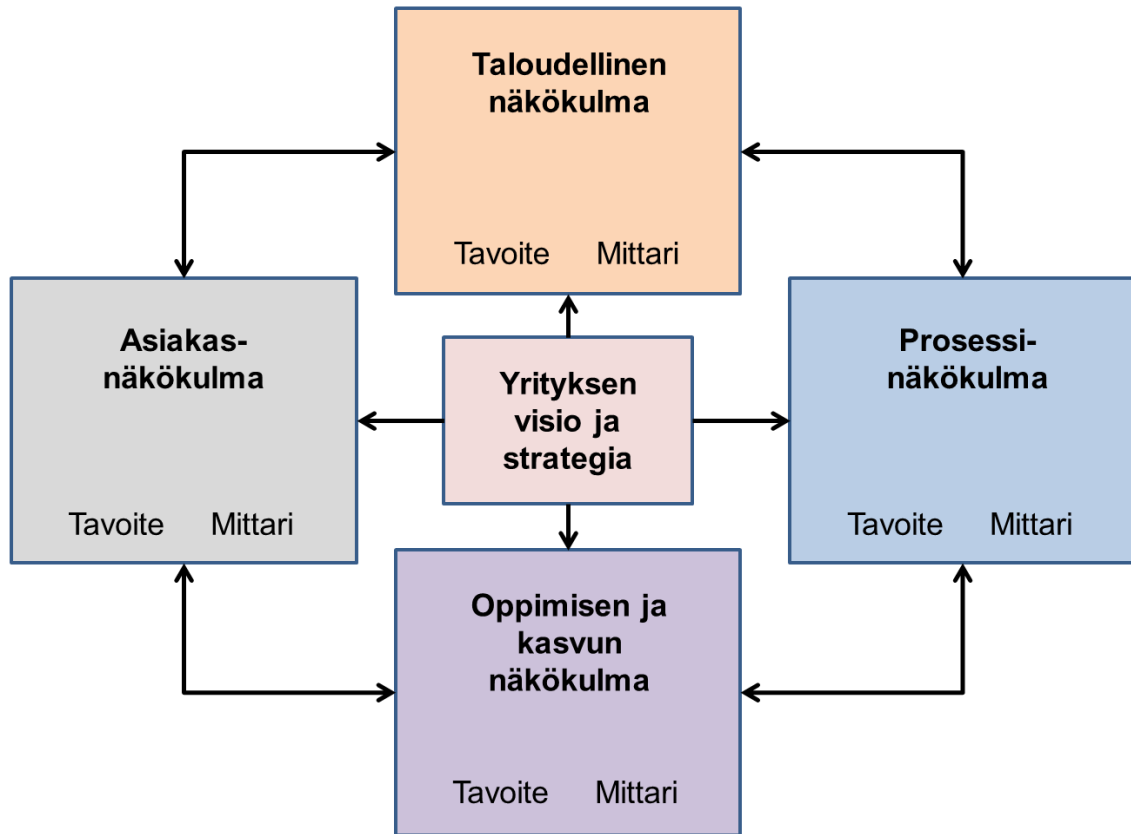 Taloudellinen
näkökulma
Tavoite Mittari
Asiakas-
näkökulma
Tavoite Mittari
Yrityksen
visio ja
strategia
Prosessi-
näkökulma
Tavoite Mittari
Oppimisen ja
kasvun
näkökulma
Tavoite Mittari